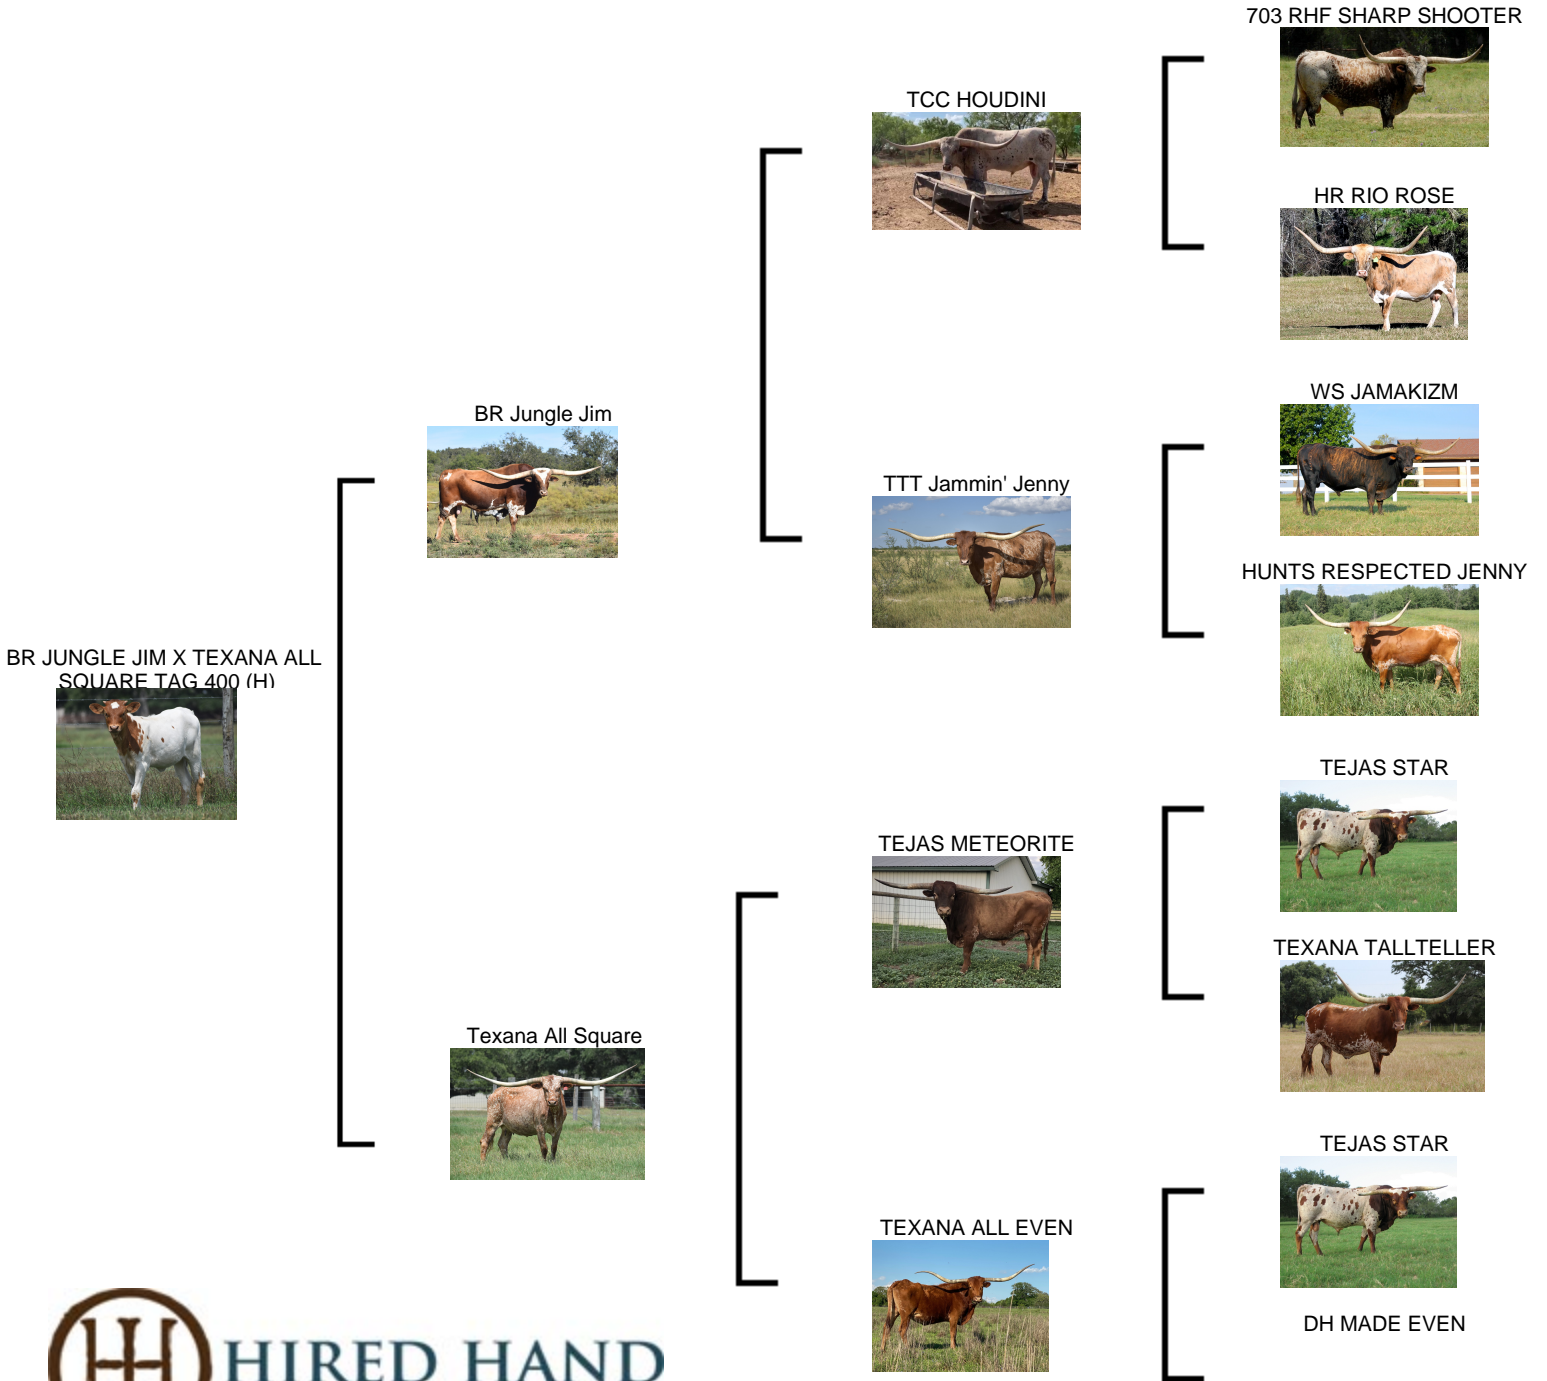 703 RHF SHARP SHOOTER
TCC HOUDINI
HR RIO ROSE
WS JAMAKIZM
BR Jungle Jim
TTT Jammin' Jenny
HUNTS RESPECTED JENNY
BR JUNGLE JIM X TEXANA ALL
SQUARE TAG 400 (H)
TEJAS STAR
TEJAS METEORITE
TEXANA TALLTELLER
Texana All Square
TEJAS STAR
TEXANA ALL EVEN
DH MADE EVEN
HIRED HAND